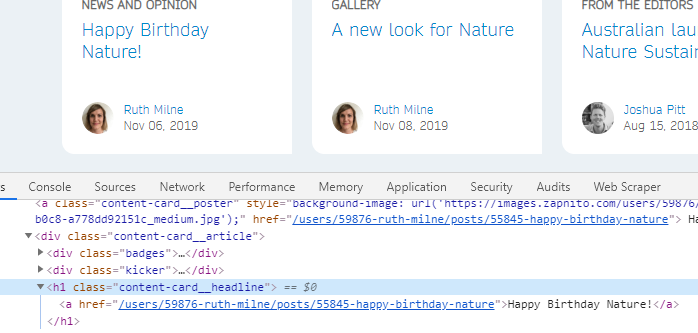 NEWS AND OPINION
Happy Birthday
Nature!
Ruth Milne
Nov 06, 2019
GALLERY
A new look for Nature
Ruth Milne
Nov 08, 2019
FROM THE EDITORS
Australian lau
Nature Sustain
Joshua Pitt
Aug 15, 2018
s Console Sources Network Performance Memory Application Security Audits Web Scraper
<a class="content-card__poster" style="background-image: url('https://images.zapnito.com/users/59876/
b0c8-a778dd92151c_medium.jpg');" href="/users/59876-ruth-milne/posts/55845-happy-birthday-nature"> Ha
▼<div class="content-card__article">
▶<div class="badges">…</div>
▶<div class="kicker">…</div>
▼<h1 class="content-card__headline"> == $0
<a href="/users/59876-ruth-milne/posts/55845-happy-birthday-nature">Happy Birthday Nature!</a>
</h1>